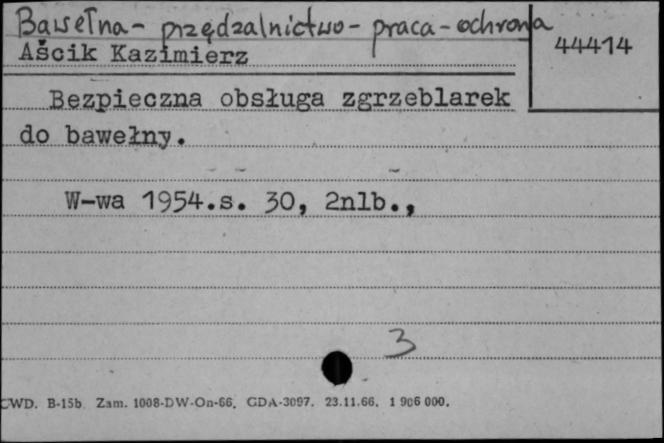 Bawełna - przędzalnictwo - praca - ochrona
44414
Aścik Kazimierz
Bezpieczna obsługa zgrzeblarek
do bawełny.
W-wa 1954.s. 30, 2nlb.,
3
CWD. B-15b. Zam. 1008-DW-On-66. GDA-3097. 23.11.66. 1 906 000.